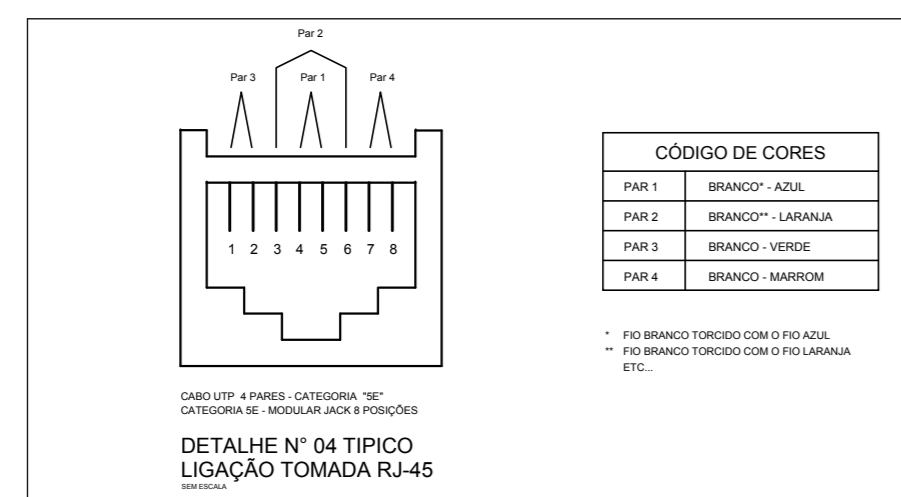 Par 2
Par 3 Par 1 Par 4
1 2 3 4 5 6 7 8
CABO UTP 4 PARES - CATEGORIA "5E"
CATEGORIA 5E - MODULAR JACK 8 POSIÇÕES
DETALHE N° 04 TIPICO
LIGAÇÃO TOMADA RJ-45
SEM ESCALA
CÓDIGO DE CORES
PAR 1 BRANCO* - AZUL
PAR 2 BRANCO** - LARANJA
PAR 3 BRANCO - VERDE
PAR 4 BRANCO - MARROM
* FIO BRANCO TORCIDO COM O FIO AZUL
** FIO BRANCO TORCIDO COM O FIO LARANJA
ETC...